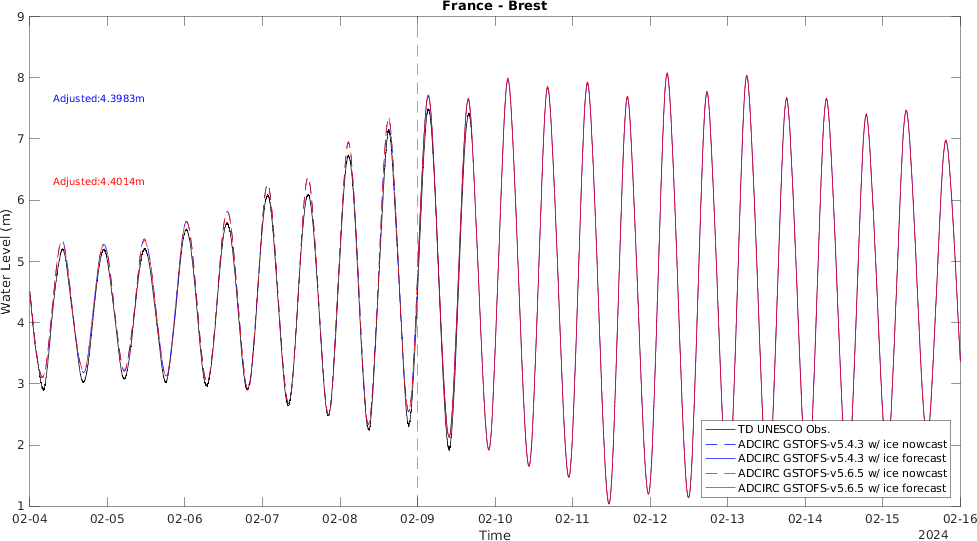 France - Brest
9
8
7
6
5
4
3
2
1
Water Level (m)
Adjusted:4.3983m
Adjusted:4.4014m
TD UNESCO Obs.
ADCIRC GSTOFS-v5.4.3 w/ ice nowcast
ADCIRC GSTOFS-v5.4.3 w/ ice forecast
ADCIRC GSTOFS-v5.6.5 w/ ice nowcast
ADCIRC GSTOFS-v5.6.5 w/ ice forecast
02-04 02-05 02-06 02-07 02-08 02-09 02-10 02-11 02-12 02-13 02-14 02-15 02-16
Time
2024